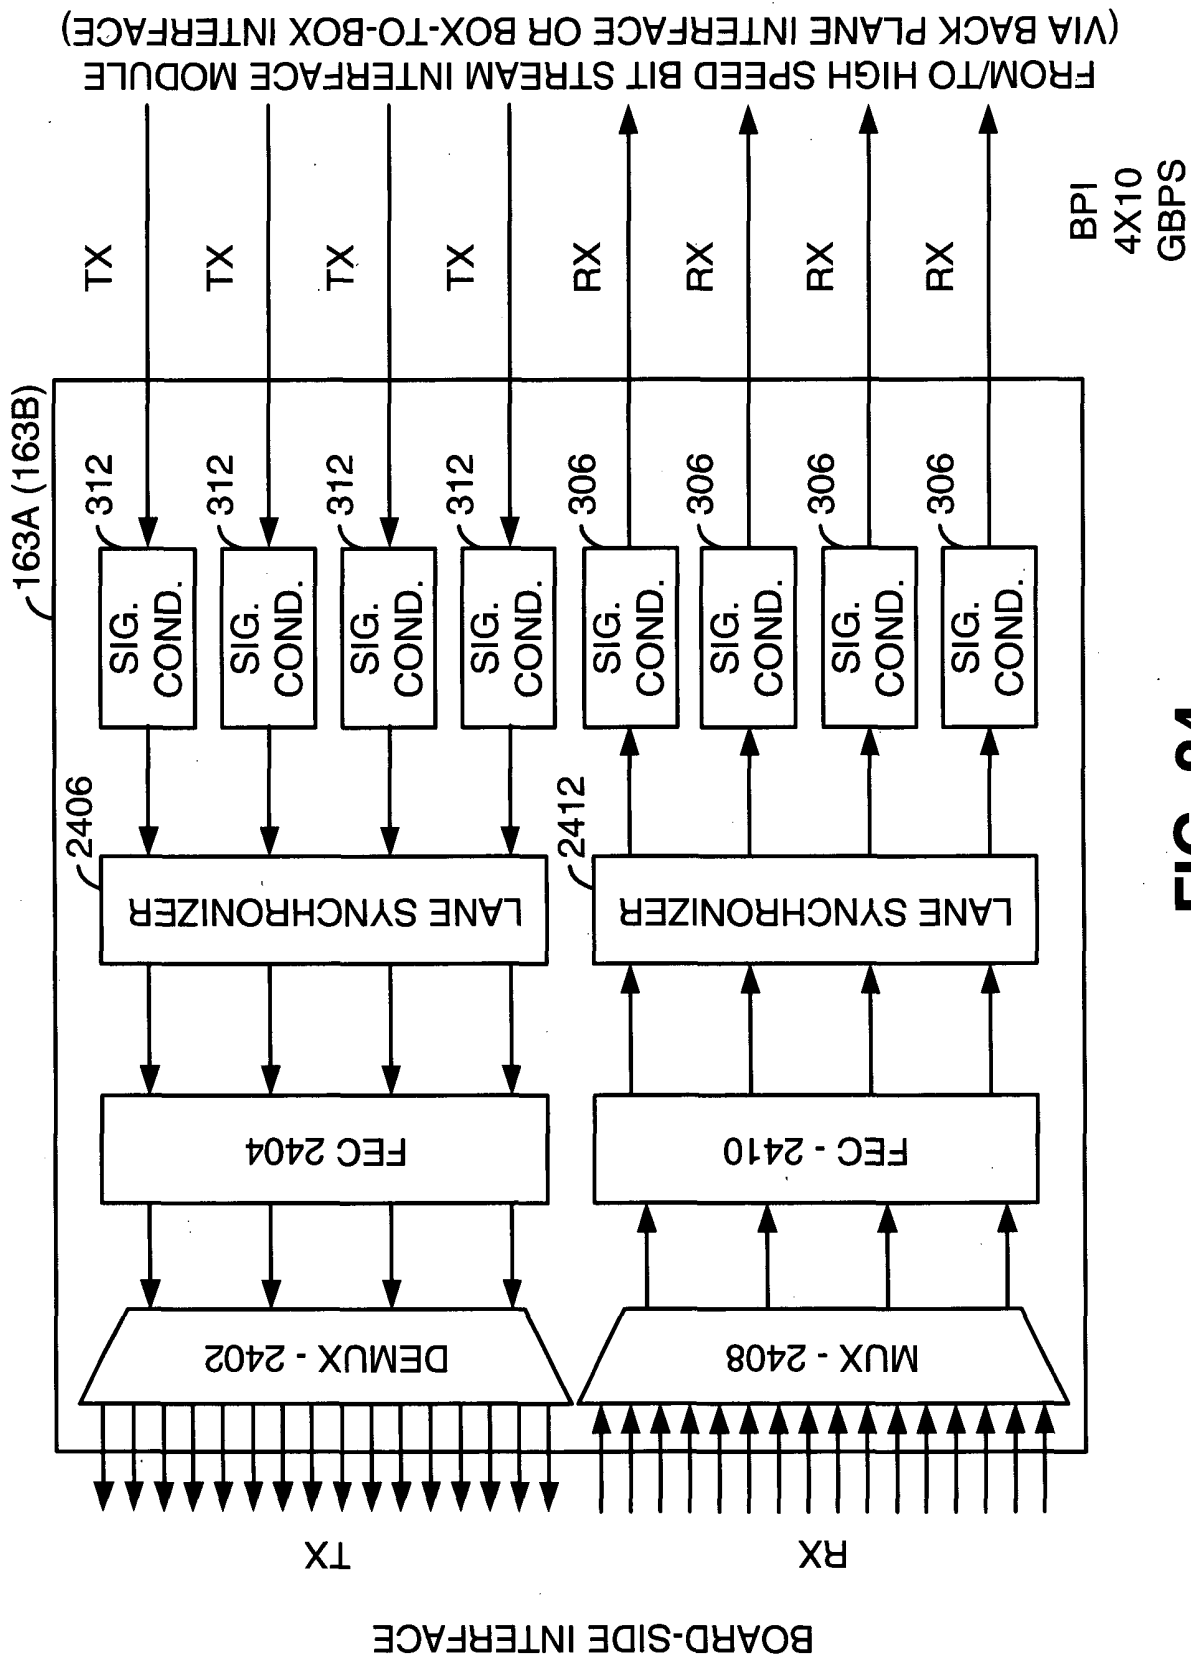 163A (163B)
TX
TX
TX
TX
RX
RX
RX
RX
312
312
312
312
306
306
306
306
SIG.
COND.
SIG.
COND.
SIG.
COND.
SIG.
COND.
SIG.
COND.
SIG.
COND.
SIG.
COND.
SIG.
COND.
2406
LANE SYNCHRONIZER
2412
LANE SYNCHRONIZER
FEC 2404
FEC - 2410
DEMUX - 2402
MUX - 2408
TX
RX
BOARD-SIDE INTERFACE
FROM/TO HIGH SPEED BIT STREAM INTERFACE MODULE
(VIA BACK PLANE INTERFACE OR BOX-TO-BOX INTERFACE)
BPI
4X10
GBPS